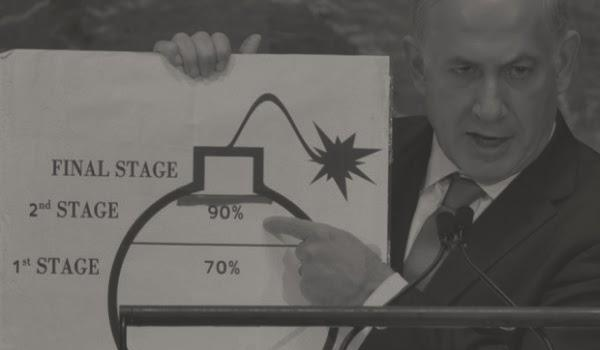 FINAL STAGE
2nd STAGE 90%
1st STAGE 70%